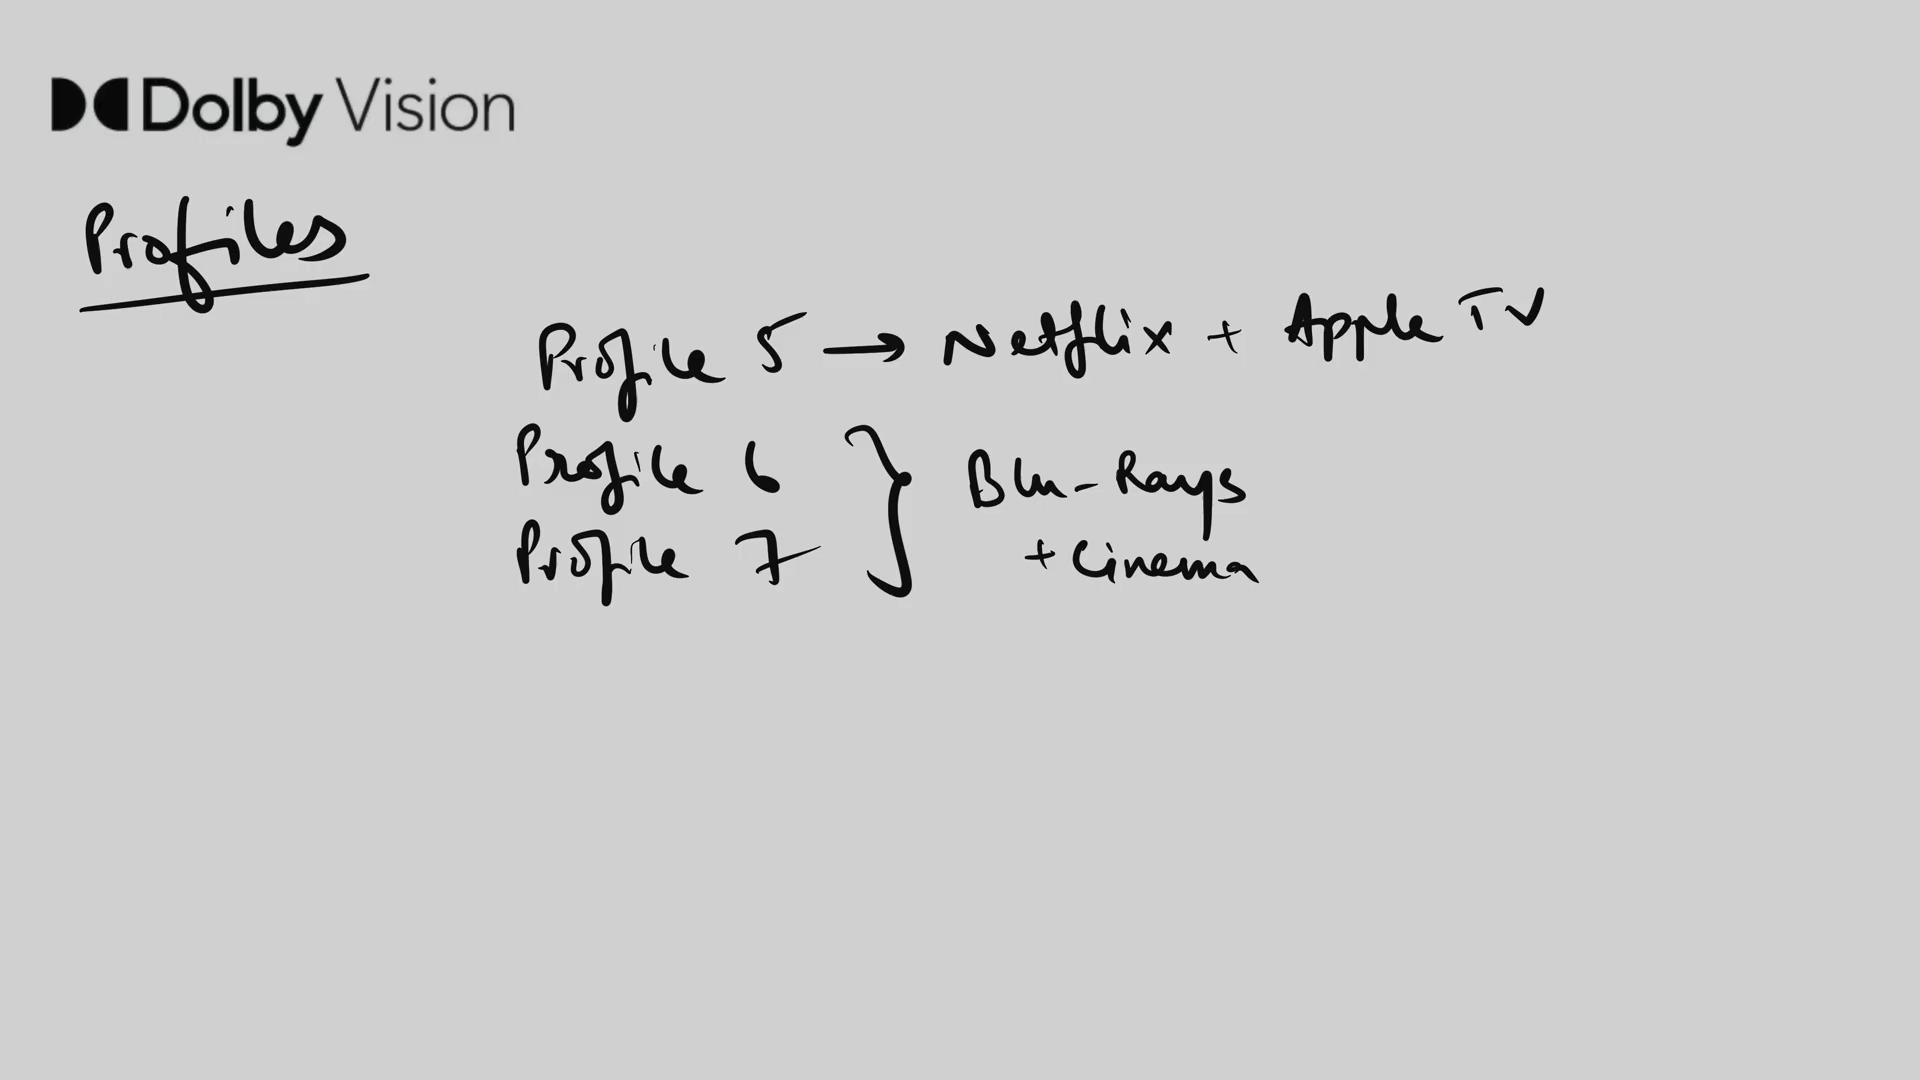 Dolby Vision
Profiles
Profile 5 → Netflix + Apple TV
Profile 6
Profile 7
Blu-Rays
+ Cinema